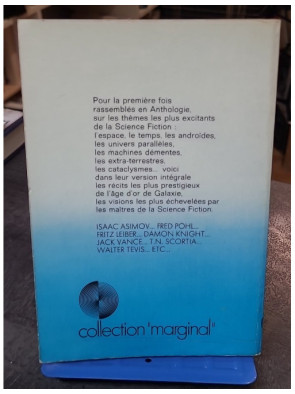 Pour la première fois
rassemblés en Anthologie,
sur les thèmes les plus excitants
de la Science Fiction :
l'espace, le temps, les androïdes,
les univers parallèles,
les machines démentes,
les extra-terrestres,
les cataclysmes... voici
dans leur version intégrale
les récits les plus prestigieux
de l'âge d'or de Galaxie,
les visions les plus échevelées par
les maîtres de la Science Fiction.
ISAAC ASIMOV... FRED POHL...
FRITZ LEIBER... DAMON KNIGHT...
JACK VANCE... T.N. SCORTIA...
WALTER TEVIS... ETC...
collection "marginal"